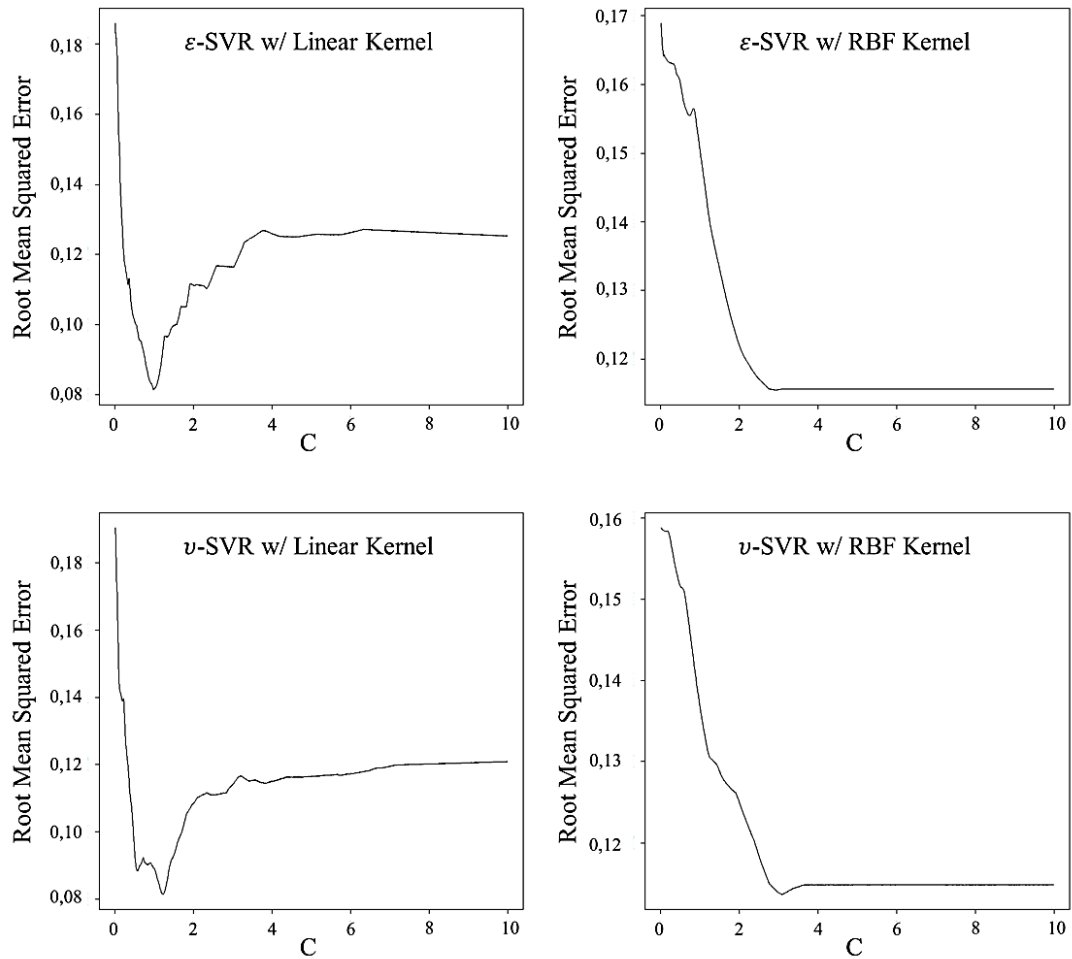 ε-SVR w/ Linear Kernel
Root Mean Squared Error
0,18
0,16
0,14
0,12
0,10
0,08
0 2 4 6 8 10
C
ε-SVR w/ RBF Kernel
Root Mean Squared Error
0,17
0,16
0,15
0,14
0,13
0,12
0 2 4 6 8 10
C
υ-SVR w/ Linear Kernel
Root Mean Squared Error
0,18
0,16
0,14
0,12
0,10
0,08
0 2 4 6 8 10
C
υ-SVR w/ RBF Kernel
Root Mean Squared Error
0,16
0,15
0,14
0,13
0,12
0 2 4 6 8 10
C